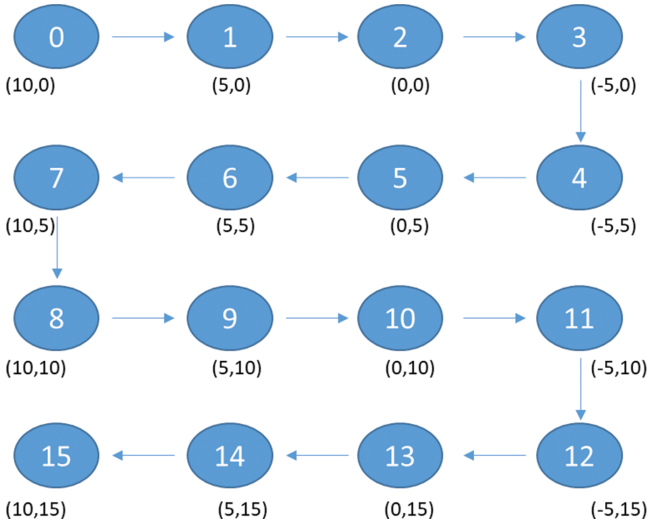 0 1 2 3
(10,0) (5,0) (0,0) (-5,0)
7 6 5 4
(10,5) (5,5) (0,5) (-5,5)
8 9 10 11
(10,10) (5,10) (0,10) (-5,10)
15 14 13 12
(10,15) (5,15) (0,15) (-5,15)